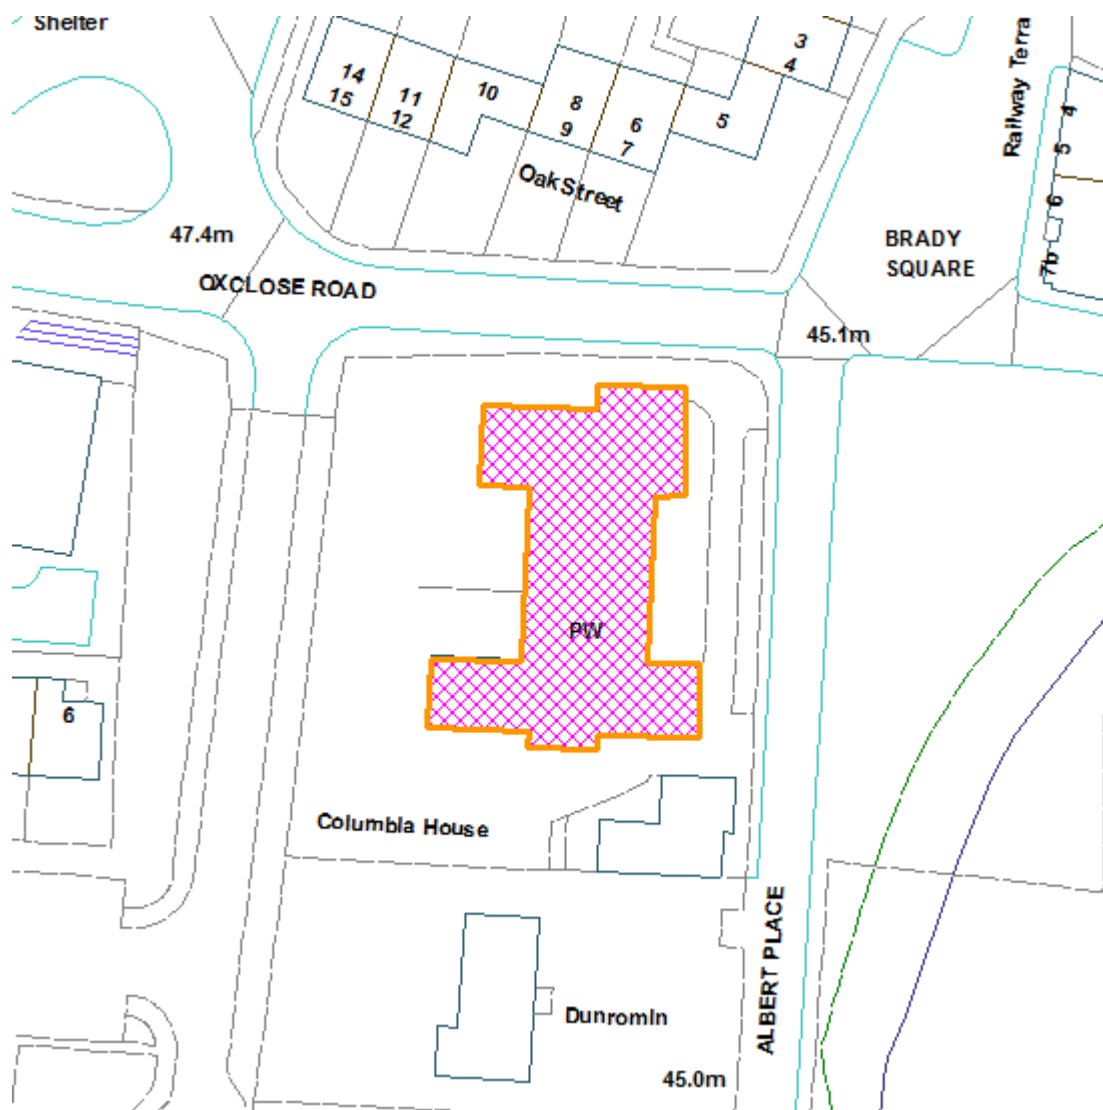 Shelter
14
15
11
12
10
8
9
6
7
5
3
4
Oak Street
Railway Terra
4
5
6
7b
47.4m
OXCLOSE ROAD
BRADY
SQUARE
45.1m
PW
6
Columbia House
ALBERT PLACE
Dunromin
45.0m